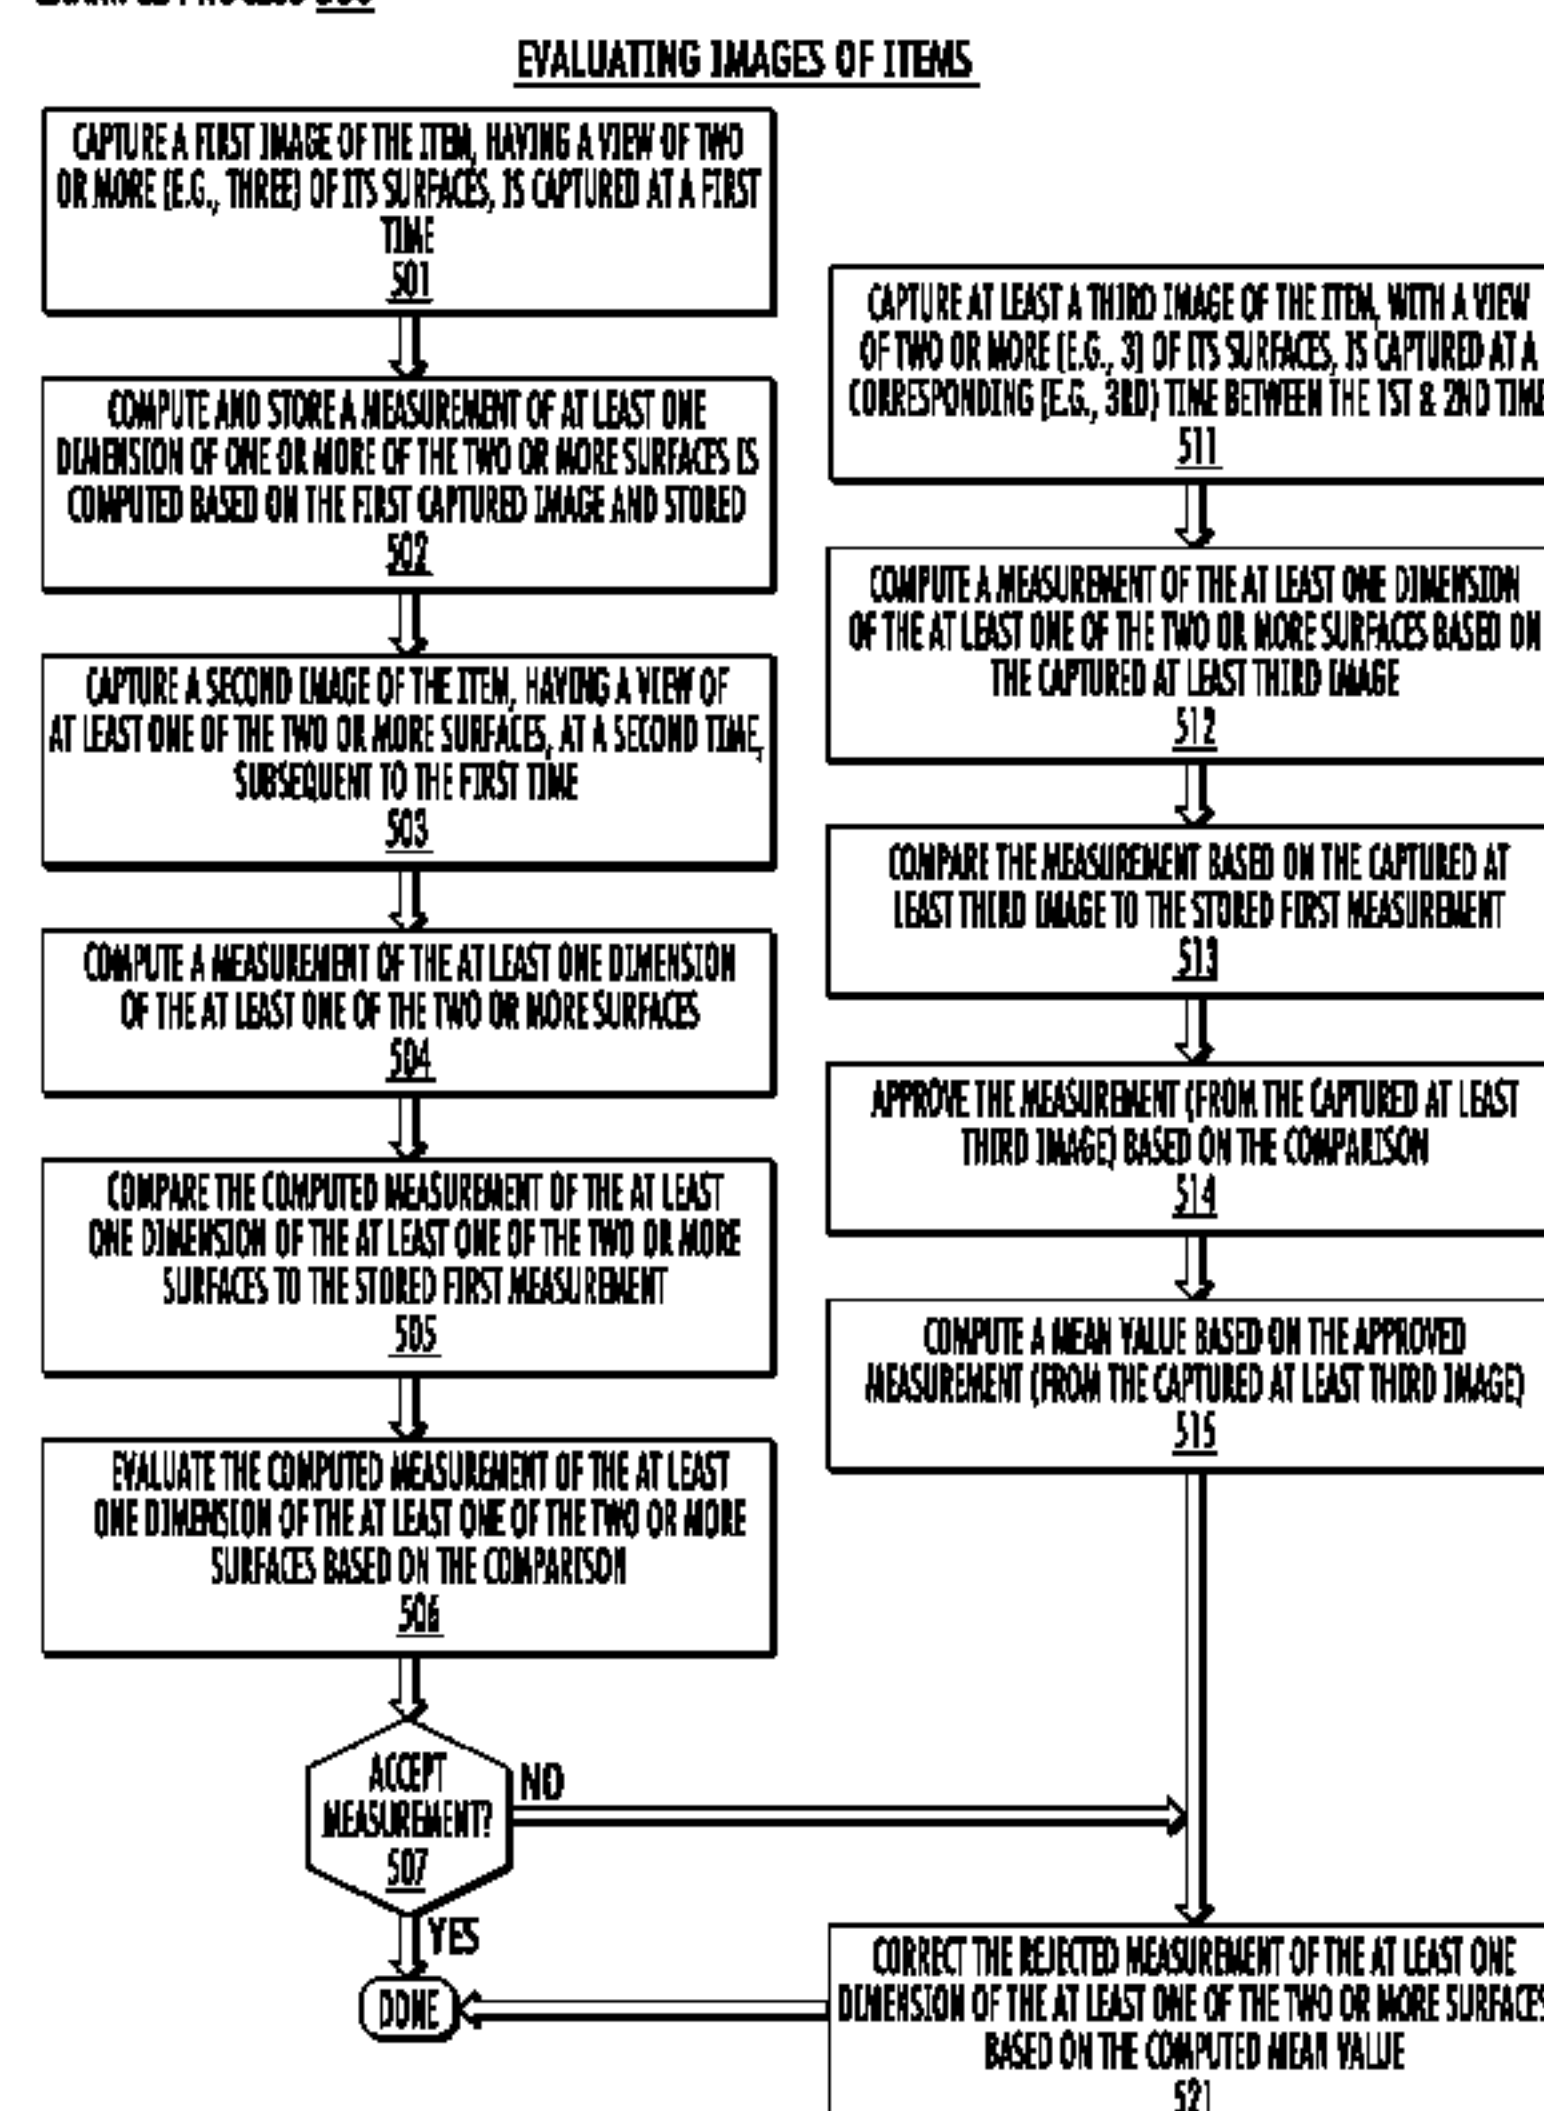 EVALUATING IMAGES OF ITEMS
CAPTURE A FIRST IMAGE OF THE ITEM, HAVING A VIEW OF TWO
OR MORE (E.G., THREE) OF ITS SURFACES, IS CAPTURED AT A FIRST
TIME
501
COMPUTE AND STORE A MEASUREMENT OF AT LEAST ONE
DIMENSION OF ONE OR MORE OF THE TWO OR MORE SURFACES IS
COMPUTED BASED ON THE FIRST CAPTURED IMAGE AND STORED
502
CAPTURE A SECOND IMAGE OF THE ITEM, HAVING A VIEW OF
AT LEAST ONE OF THE TWO OR MORE SURFACES, AT A SECOND TIME,
SUBSEQUENT TO THE FIRST TIME
503
COMPUTE A MEASUREMENT OF THE AT LEAST ONE DIMENSION
OF THE AT LEAST ONE OF THE TWO OR MORE SURFACES
504
COMPARE THE COMPUTED MEASUREMENT OF THE AT LEAST
ONE DIMENSION OF THE AT LEAST ONE OF THE TWO OR MORE
SURFACES TO THE STORED FIRST MEASUREMENT
505
EVALUATE THE COMPUTED MEASUREMENT OF THE AT LEAST
ONE DIMENSION OF THE AT LEAST ONE OF THE TWO OR MORE
SURFACES BASED ON THE COMPARISON
506
ACCEPT
MEASUREMENT?
507
NO
YES
DONE
CAPTURE AT LEAST A THIRD IMAGE OF THE ITEM, WITH A VIEW
OF TWO OR MORE (E.G., 3) OF ITS SURFACES, IS CAPTURED AT A
CORRESPONDING (E.G., 3RD) TIME BETWEEN THE 1ST & 2ND TIME
511
COMPUTE A MEASUREMENT OF THE AT LEAST ONE DIMENSION
OF THE AT LEAST ONE OF THE TWO OR MORE SURFACES BASED ON
THE CAPTURED AT LEAST THIRD IMAGE
512
COMPARE THE MEASUREMENT BASED ON THE CAPTURED AT
LEAST THIRD IMAGE TO THE STORED FIRST MEASUREMENT
513
APPROVE THE MEASUREMENT (FROM THE CAPTURED AT LEAST
THIRD IMAGE) BASED ON THE COMPARISON
514
COMPUTE A MEAN VALUE BASED ON THE APPROVED
MEASUREMENT (FROM THE CAPTURED AT LEAST THIRD IMAGE)
515
CORRECT THE REJECTED MEASUREMENT OF THE AT LEAST ONE
DIMENSION OF THE AT LEAST ONE OF THE TWO OR MORE SURFACES
BASED ON THE COMPUTED MEAN VALUE
521